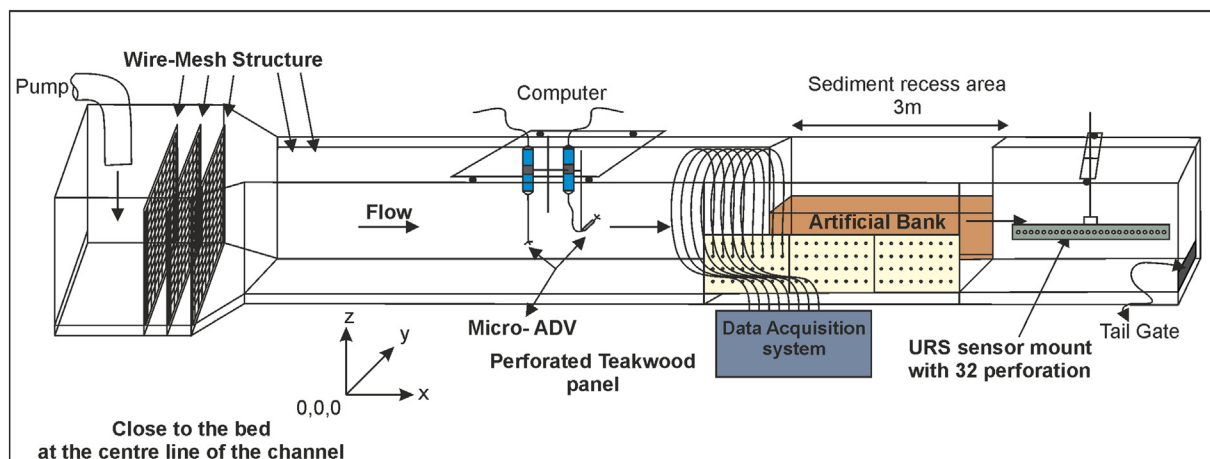 Wire-Mesh Structure
Pump
Computer
Sediment recess area
3m
Flow
Artificial Bank
Micro- ADV
Perforated Teakwood
panel
Data Acquisition
system
Tail Gate
URS sensor mount
with 32 perforation
z
y
x
0,0,0
Close to the bed
at the centre line of the channel